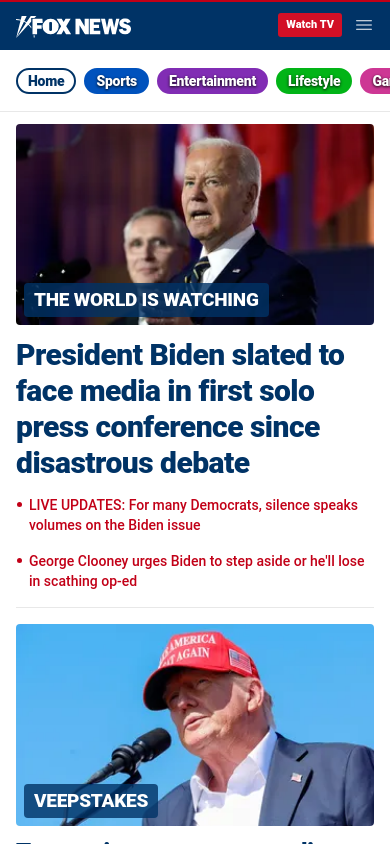 FOX NEWS
Watch TV
Home
Sports
Entertainment
Lifestyle
THE WORLD IS WATCHING
President Biden slated to
face media in first solo
press conference since
disastrous debate
• LIVE UPDATES: For many Democrats, silence speaks
volumes on the Biden issue
• George Clooney urges Biden to step aside or he'll lose
in scathing op-ed
AMERICA
AGAIN
VEEPSTAKES